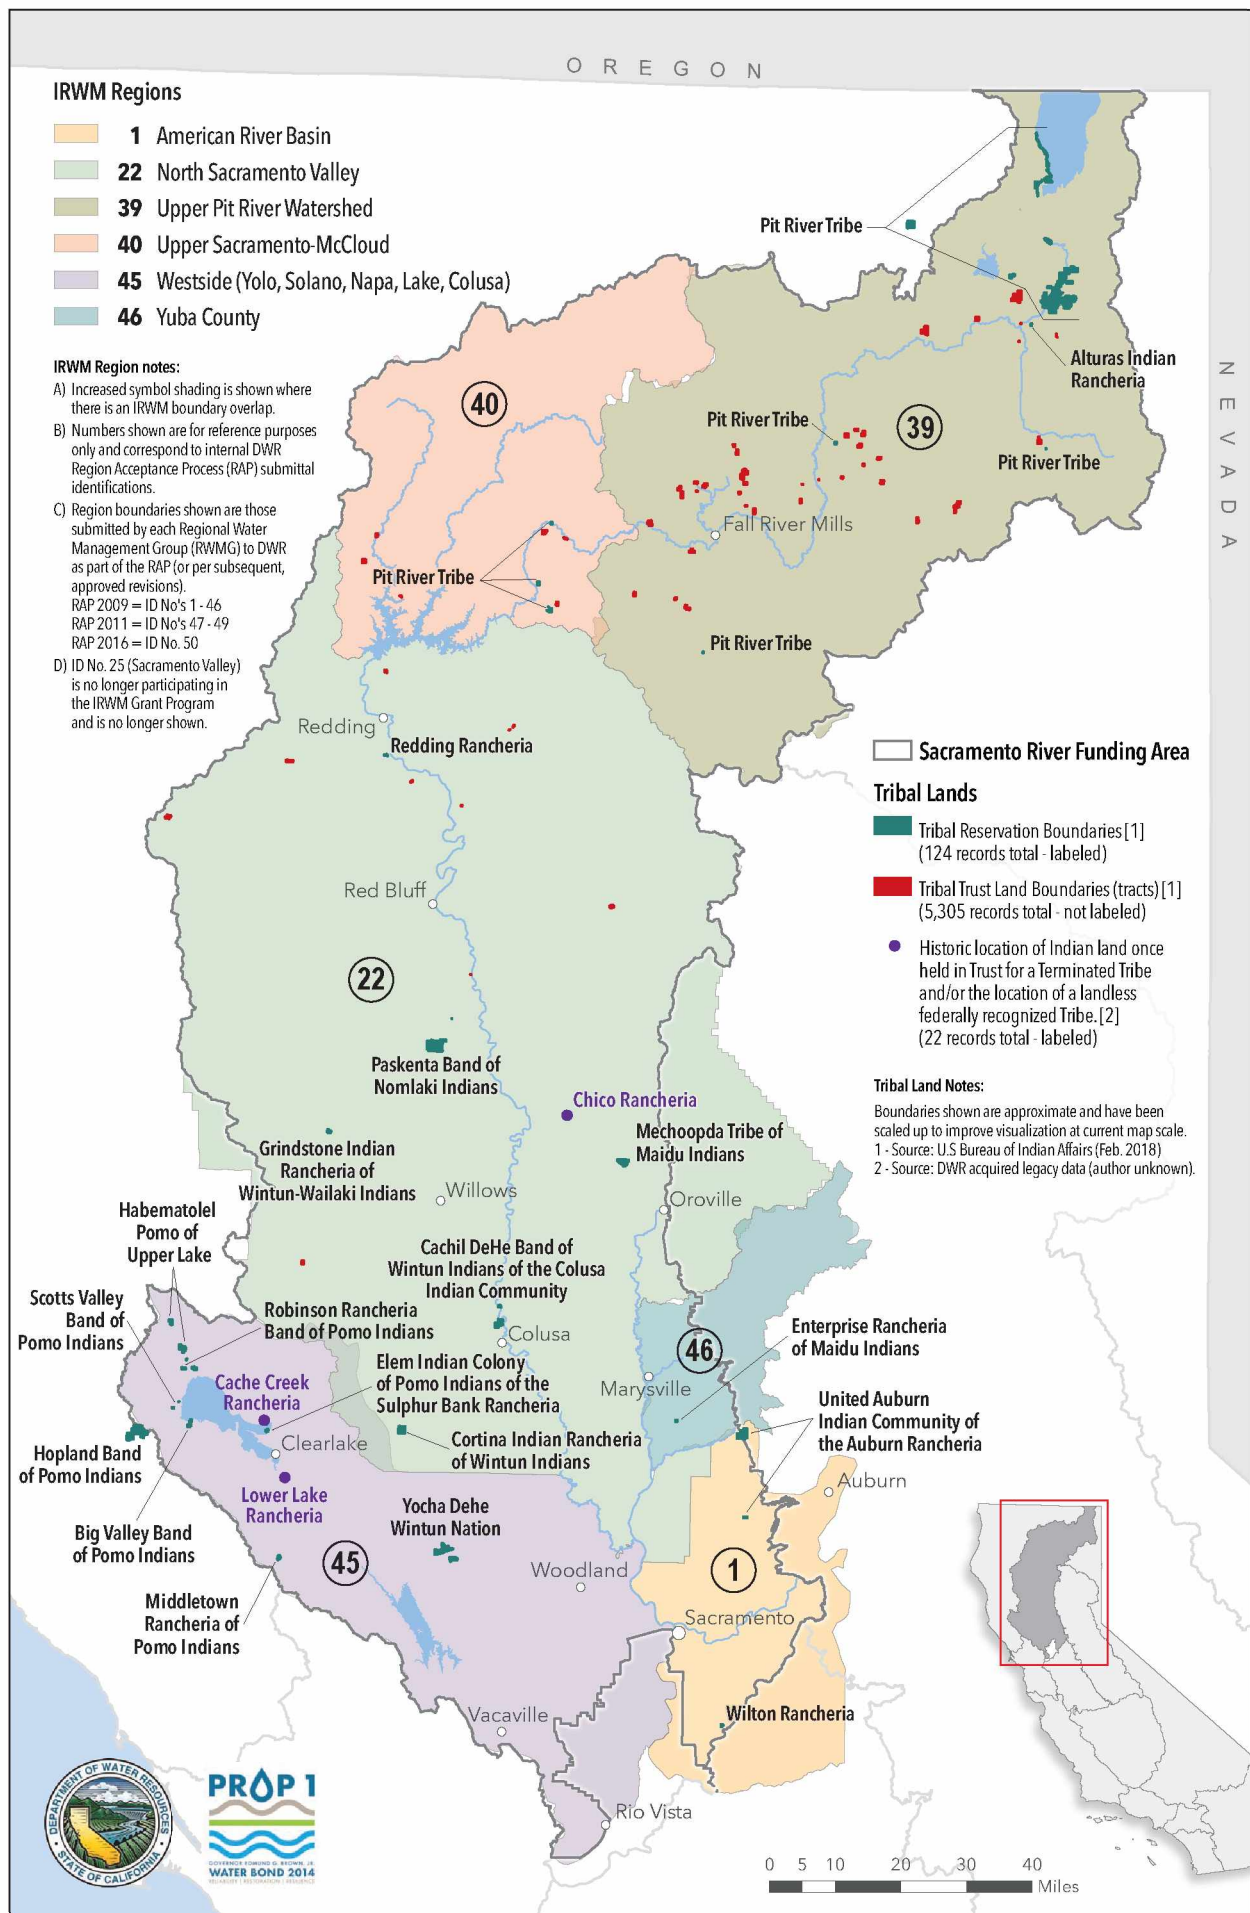 OREGON
IRWM Regions
1 American River Basin
22 North Sacramento Valley
39 Upper Pit River Watershed
40 Upper Sacramento-McCloud
45 Westside (Yolo, Solano, Napa, Lake, Colusa)
46 Yuba County
IRWM Region notes:
A) Increased symbol shading is shown where
there is an IRWM boundary overlap.
B) Numbers shown are for reference purposes
only and correspond to internal DWR
Region Acceptance Process (RAP) submittal
identifications.
C) Region boundaries shown are those
submitted by each Regional Water
Management Group (RWMG) to DWR
as part of the RAP (or per subsequent,
approved revisions).
RAP 2009 = ID No's 1 - 46
RAP 2011 = ID No's 47 - 49
RAP 2016 = ID No. 50
D) ID No. 25 (Sacramento Valley)
is no longer participating in
the IRWM Grant Program
and is no longer shown.
NEVADA
Pit River Tribe
Alturas Indian
Rancheria
40
Pit River Tribe
39
Pit River Tribe
Fall River Mills
Pit River Tribe
Pit River Tribe
Redding
Redding Rancheria
Red Bluff
22
Paskenta Band of
Nomlaki Indians
Chico Rancheria
Mechoopda Tribe of
Maidu Indians
Grindstone Indian
Rancheria of
Wintun-Wailaki Indians
Willows
Oroville
Habematolel
Pomo of
Upper Lake
Cachil DeHe Band of
Wintun Indians of the Colusa
Indian Community
Scotts Valley
Band of
Pomo Indians
Robinson Rancheria
Band of Pomo Indians
Colusa
Elem Indian Colony
of Pomo Indians of the
Sulphur Bank Rancheria
46
Enterprise Rancheria
of Maidu Indians
Cache Creek
Rancheria
Marysville
United Auburn
Indian Community of
the Auburn Rancheria
Hopland Band
of Pomo Indians
Clearlake
Cortina Indian Rancheria
of Wintun Indians
Auburn
Lower Lake
Rancheria
Yocha Dehe
Wintun Nation
Big Valley Band
of Pomo Indians
45
Woodland
1
Middletown
Rancheria of
Pomo Indians
Sacramento
Vacaville
Wilton Rancheria
Rio Vista
Sacramento River Funding Area
Tribal Lands
Tribal Reservation Boundaries [1]
(124 records total - labeled)
Tribal Trust Land Boundaries (tracts) [1]
(5,305 records total - not labeled)
Historic location of Indian land once
held in Trust for a Terminated Tribe
and/or the location of a landless
federally recognized Tribe. [2]
(22 records total - labeled)
Tribal Land Notes:
Boundaries shown are approximate and have been
scaled up to improve visualization at current map scale.
1 - Source: U.S Bureau of Indian Affairs (Feb. 2018)
2 - Source: DWR acquired legacy data (author unknown).
DEPARTMENT OF WATER RESOURCES
STATE OF CALIFORNIA
PROP 1
GOVERNOR EDMUND G. BROWN, JR.
WATER BOND 2014
RELIABILITY | RESTORATION | RESILIENCE
0 5 10 20 30 40
Miles